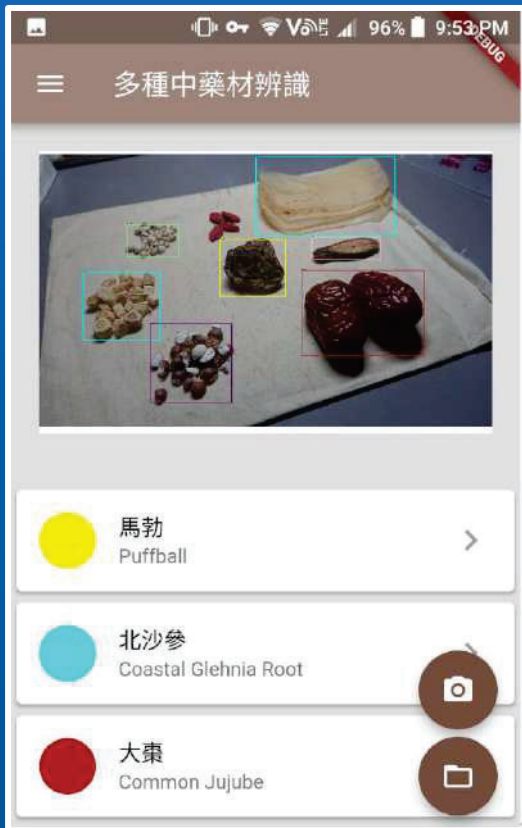 96% 9:53 PM
DEBUG
多種中藥材辨識
馬勃
Puffball
北沙參
Coastal Glehnia Root
大棗
Common Jujube